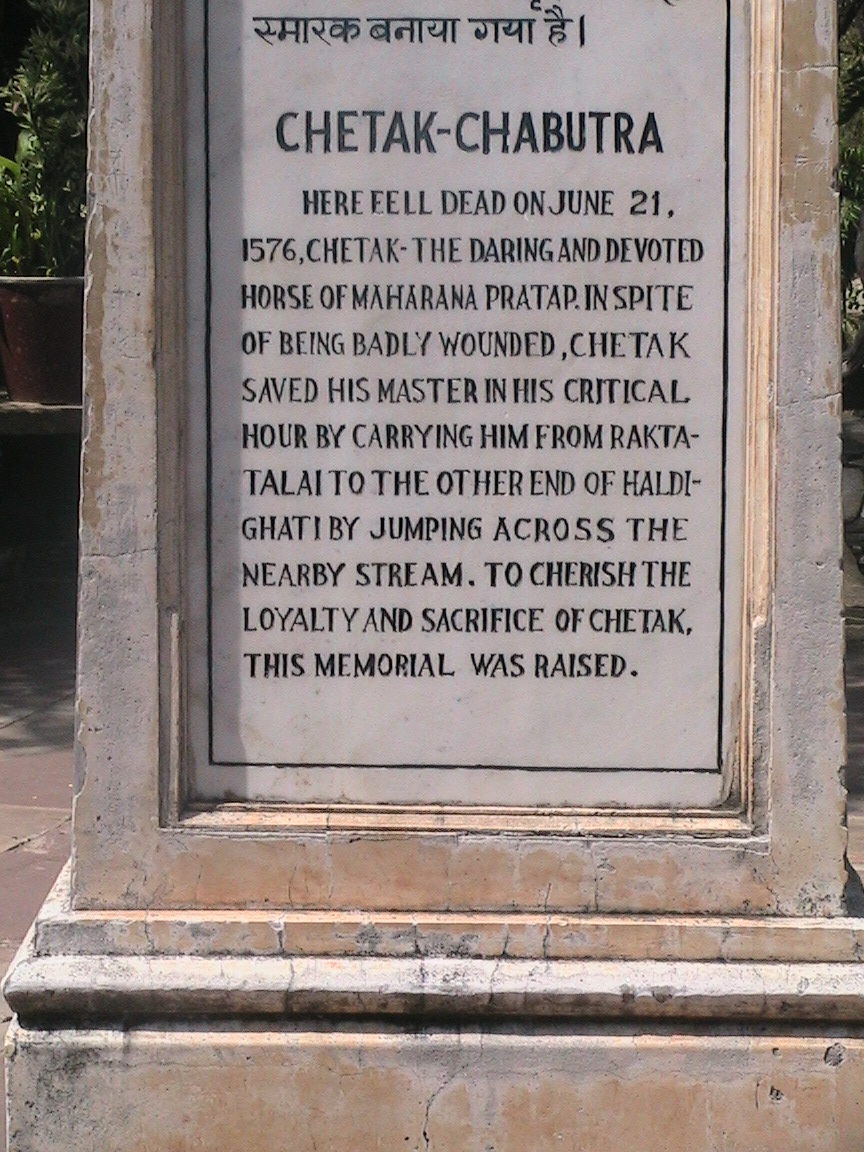 स्मारक बनाया गया है।
CHETAK-CHABUTRA
HERE EELL DEAD ON JUNE 21,
1576, CHETAK- THE DARING AND DEVOTED
HORSE OF MAHARANA PRATAP. IN SPITE
OF BEING BADLY WOUNDED, CHETAK
SAVED HIS MASTER IN HIS CRITICAL
HOUR BY CARRYING HIM FROM RAKTA-
TALAI TO THE OTHER END OF HALDI-
GHATI BY JUMPING ACROSS THE
NEARBY STREAM. TO CHERISH THE
LOYALTY AND SACRIFICE OF CHETAK,
THIS MEMORIAL WAS RAISED.